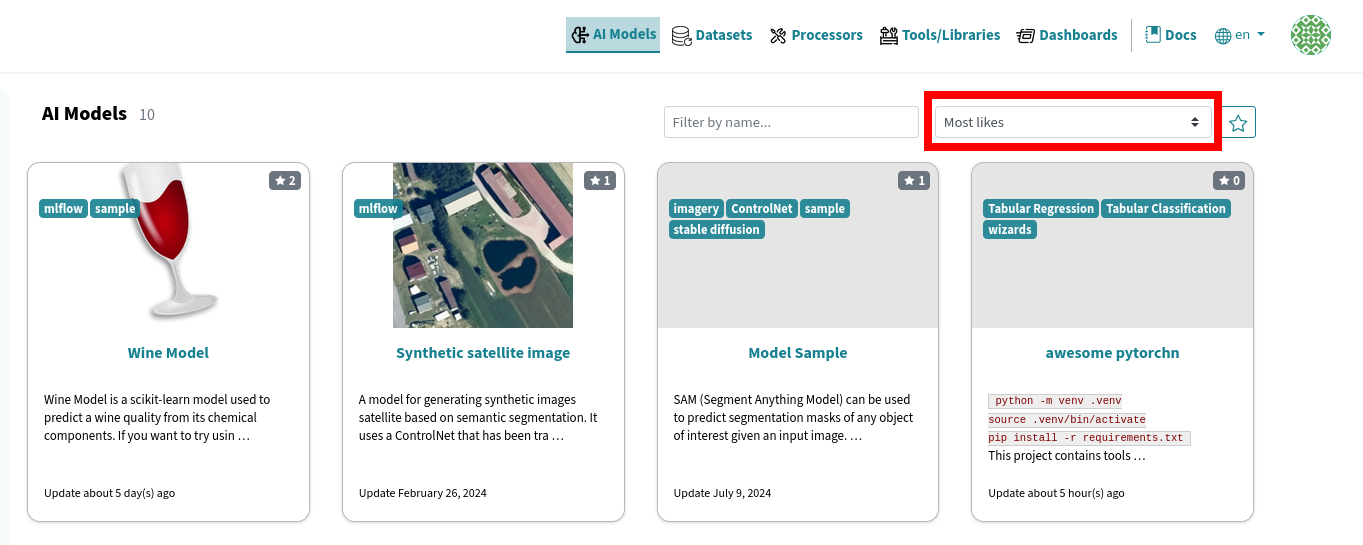 AI Models Datasets Processors Tools/Libraries Dashboards Docs en
AI Models 10
Filter by name... Most likes
2
mlflow sample
Wine Model
Wine Model is a scikit-learn model used to
predict a wine quality from its chemical
components. If you want to try usin …
Update about 5 day(s) ago
1
mlflow
Synthetic satellite image
A model for generating synthetic images
satellite based on semantic segmentation. It
uses a ControlNet that has been tra …
Update February 26, 2024
1
imagery ControlNet sample
stable diffusion
Model Sample
SAM (Segment Anything Model) can be used
to predict segmentation masks of any object
of interest given an input image. …
Update July 9, 2024
0
Tabular Regression Tabular Classification
wizards
awesome pytorchn
python -m venv .venv
source .venv/bin/activate
pip install -r requirements.txt
This project contains tools …
Update about 5 hour(s) ago